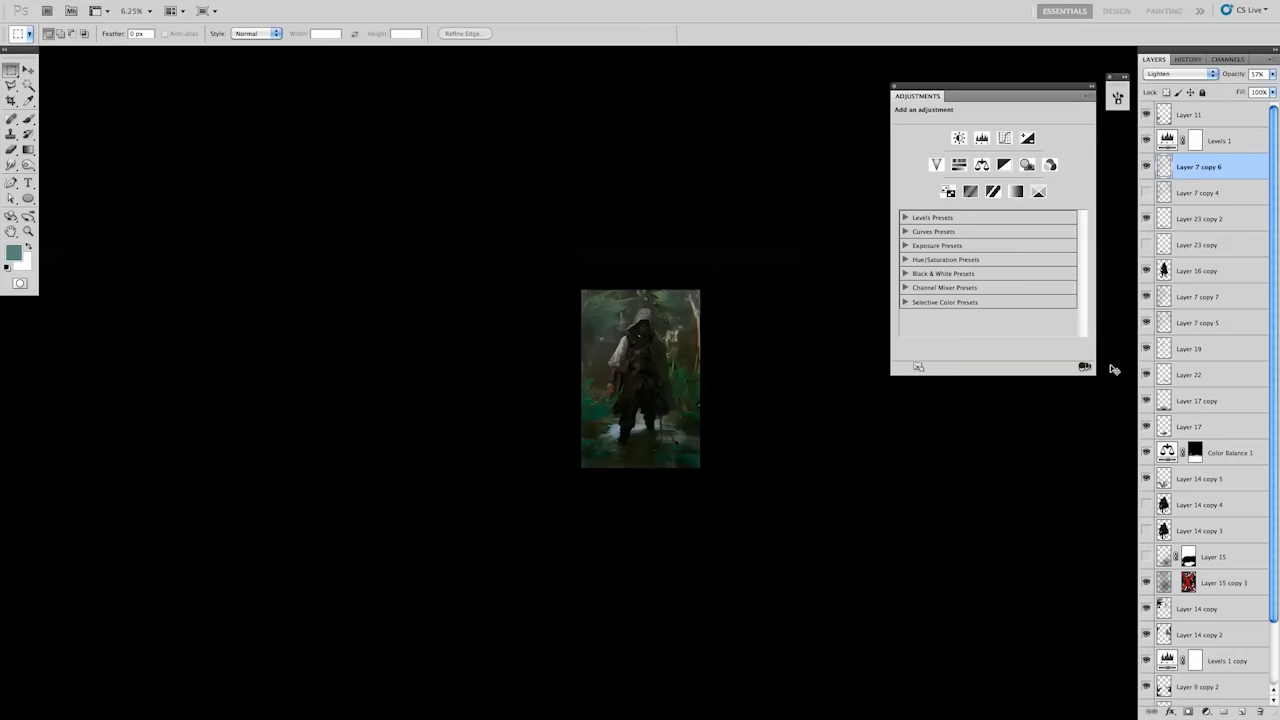 Ps Br Mb 6.25% ESSENTIALS DESIGN PAINTING CS Live
Feather: 0 px Anti-alias Style: Normal Width: Height: Refine Edge...
LAYERS HISTORY CHANNELS
Lighten Opacity: 57%
Lock: Fill: 100%
ADJUSTMENTS
Add an adjustment
Levels Presets
Curves Presets
Exposure Presets
Hue/Saturation Presets
Black & White Presets
Channel Mixer Presets
Selective Color Presets
Layer 11
Levels 1
Layer 7 copy 6
Layer 7 copy 4
Layer 23 copy 2
Layer 23 copy
Layer 16 copy
Layer 7 copy 7
Layer 7 copy 5
Layer 19
Layer 22
Layer 17 copy
Layer 17
Color Balance 1
Layer 14 copy 5
Layer 14 copy 4
Layer 14 copy 3
Layer 15
Layer 15 copy 3
Layer 14 copy
Layer 14 copy 2
Levels 1 copy
Layer 9 copy 2